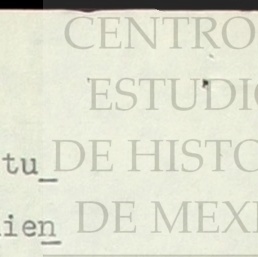 CENTRO
ESTUDIO
tu_ DE HISTO
ien_ DE MEXI